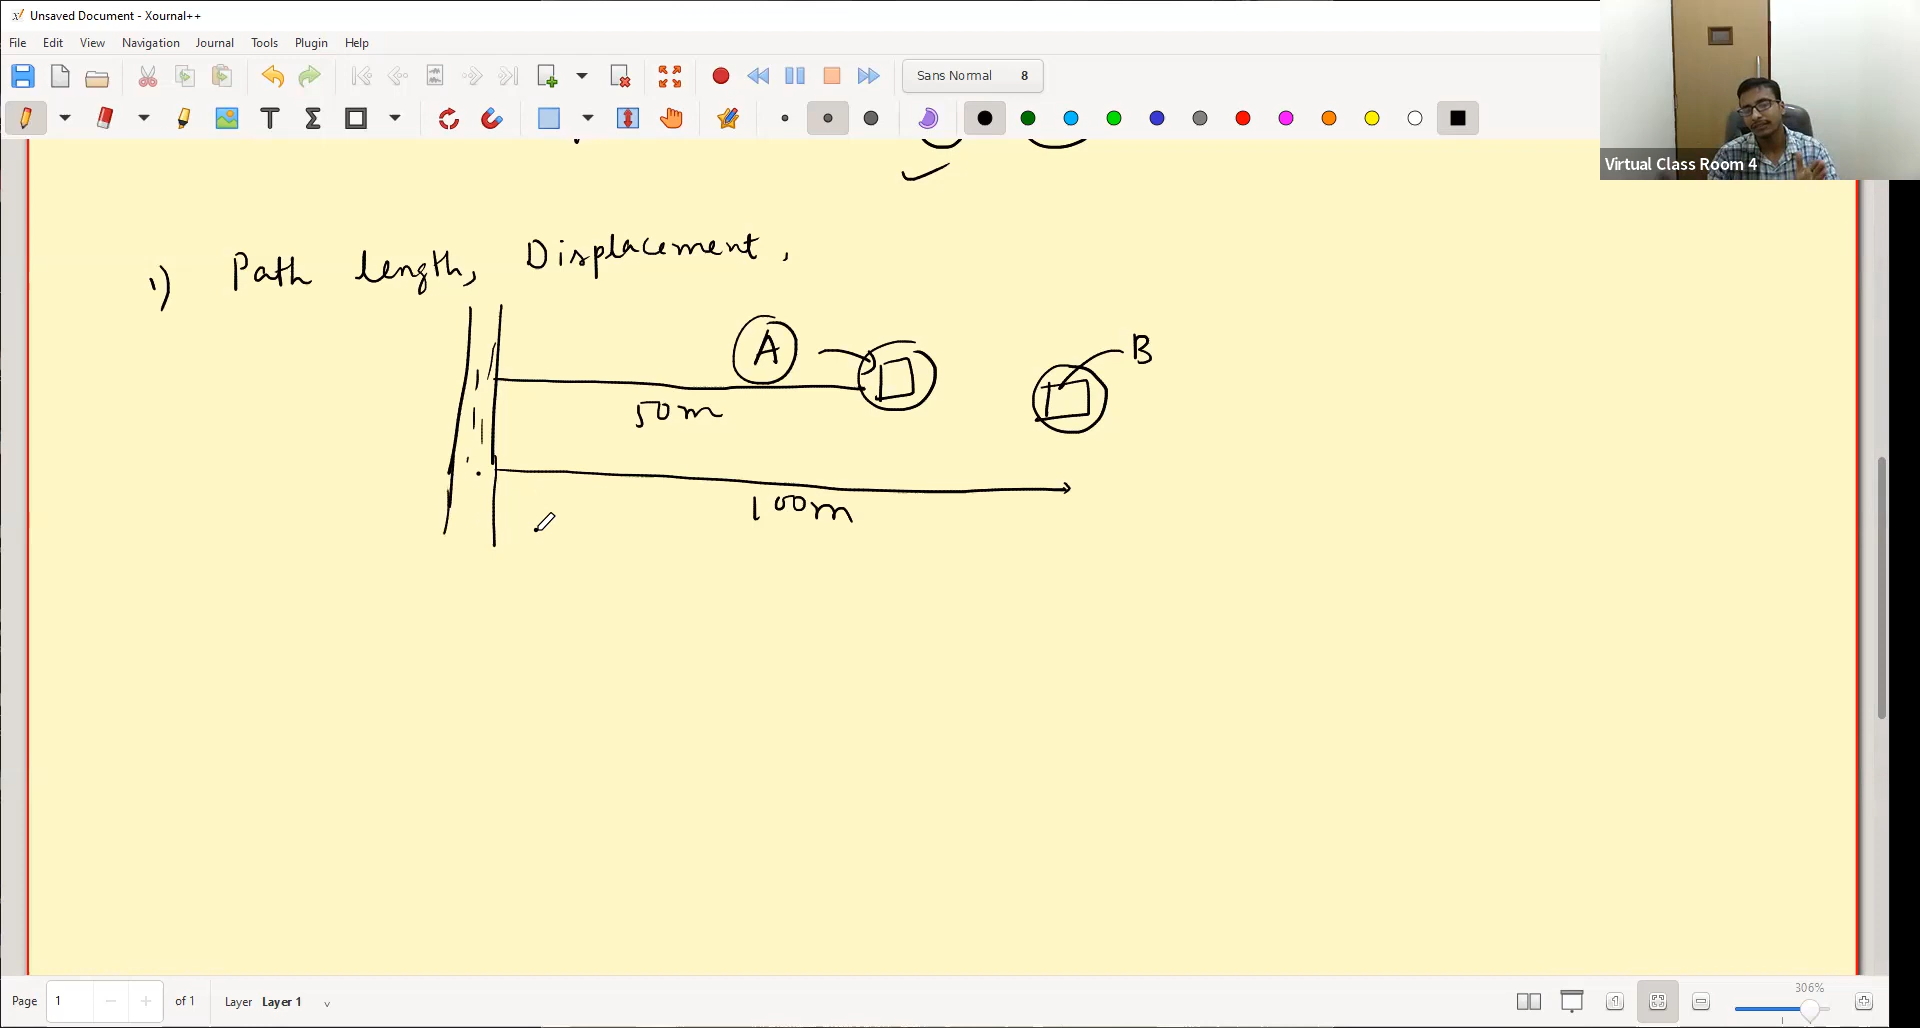 Unsaved Document - Xournal++
File Edit View Navigation Journal Tools Plugin Help
Sans Normal 8
Virtual Class Room 4
1) Path length, Displacement,
A
B
50m
100m
Page 1 of 1 Layer Layer 1
306%